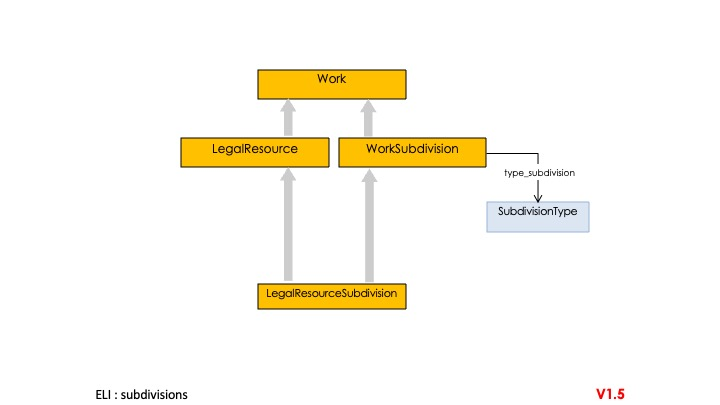 Work
LegalResource
WorkSubdivision
type_subdivision
SubdivisionType
LegalResourceSubdivision
ELI : subdivisions
V1.5